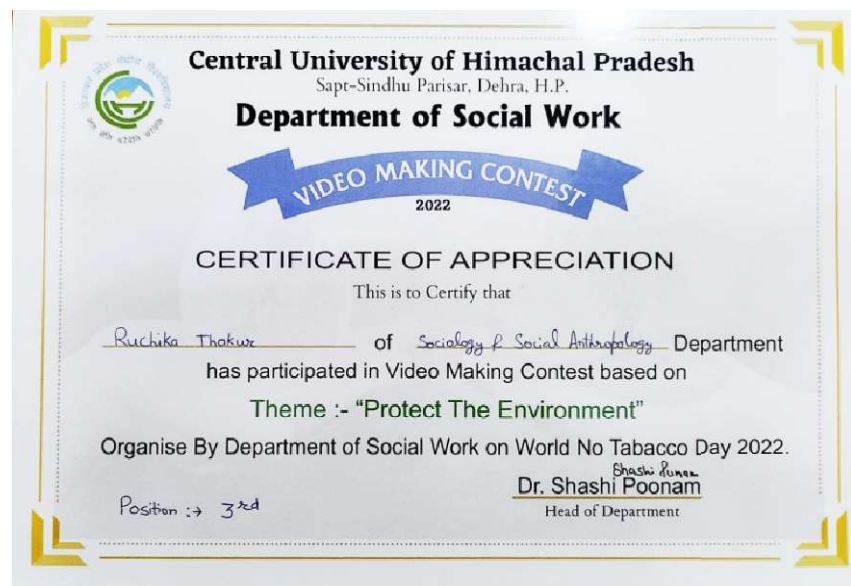 Central University of Himachal Pradesh
Sapt-Sindhu Parisar, Dehra, H.P.
Department of Social Work
VIDEO MAKING CONTEST
2022
CERTIFICATE OF APPRECIATION
This is to Certify that
Ruchika Thakur of Sociology & Social Anthropology Department
has participated in Video Making Contest based on
Theme :- “Protect The Environment”
Organise By Department of Social Work on World No Tabacco Day 2022.
Shashi
Dr. Shashi Poonam
Position :→ 3rd Head of Department